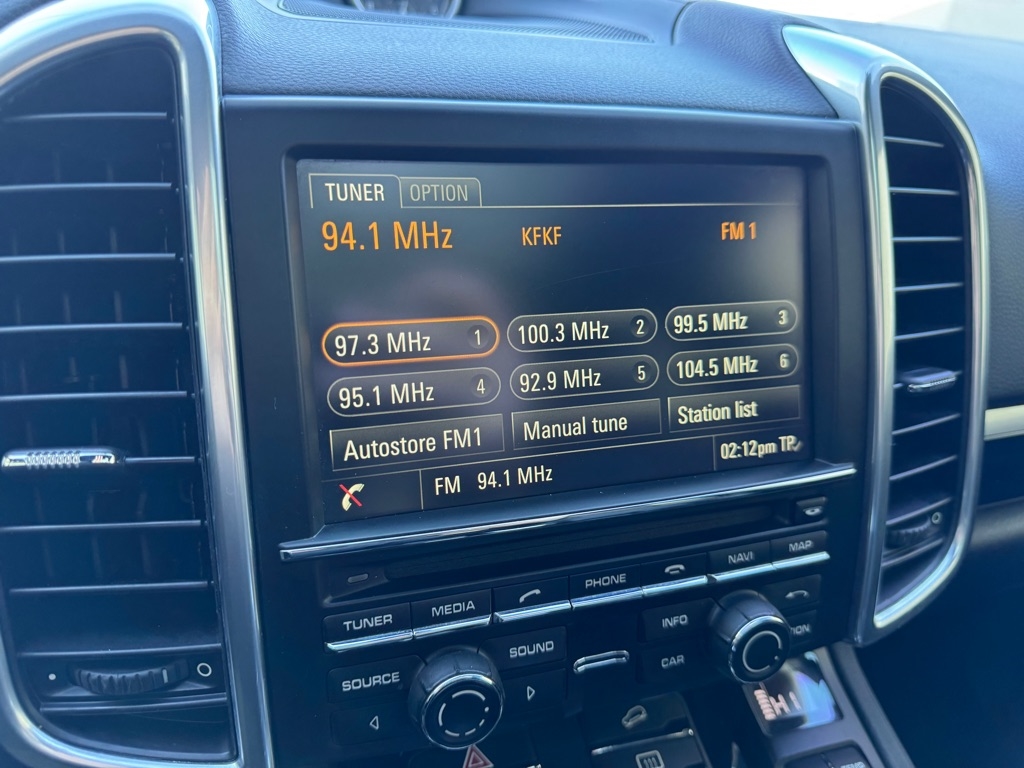 TUNER OPTION
94.1 MHz KFKF FM 1
97.3 MHz 1 100.3 MHz 2 99.5 MHz 3
95.1 MHz 4 92.9 MHz 5 104.5 MHz 6
Autostore FM1 Manual tune Station list
FM 94.1 MHz 02:12pm TP
TUNER MEDIA PHONE NAVI MAP
SOURCE SOUND INFO
CAR
HI